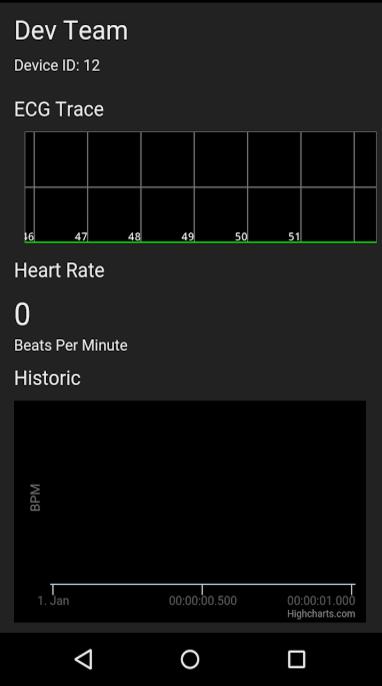 Dev Team
Device ID: 12
ECG Trace
46 47 48 49 50 51
Heart Rate
0
Beats Per Minute
Historic
BPM
1. Jan 00:00:00.500 00:00:01.000
Highcharts.com